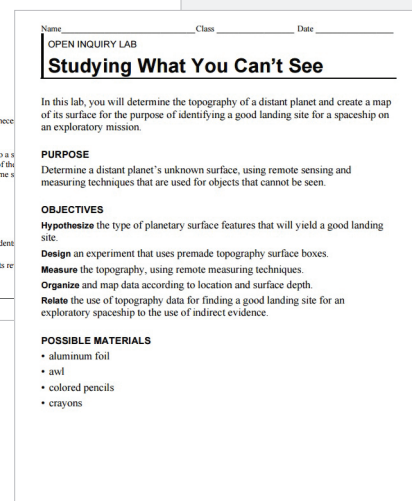 Name Class Date
OPEN INQUIRY LAB
Studying What You Can't See
In this lab, you will determine the topography of a distant planet and create a map
of its surface for the purpose of identifying a good landing site for a spaceship on
an exploratory mission.
PURPOSE
Determine a distant planet's unknown surface, using remote sensing and
measuring techniques that are used for objects that cannot be seen.
OBJECTIVES
Hypothesize the type of planetary surface features that will yield a good landing
site.
Design an experiment that uses premade topography surface boxes.
Measure the topography, using remote measuring techniques.
Organize and map data according to location and surface depth.
Relate the use of topography data for finding a good landing site for an
exploratory spaceship to the use of indirect evidence.
POSSIBLE MATERIALS
• aluminum foil
• awl
• colored pencils
• crayons